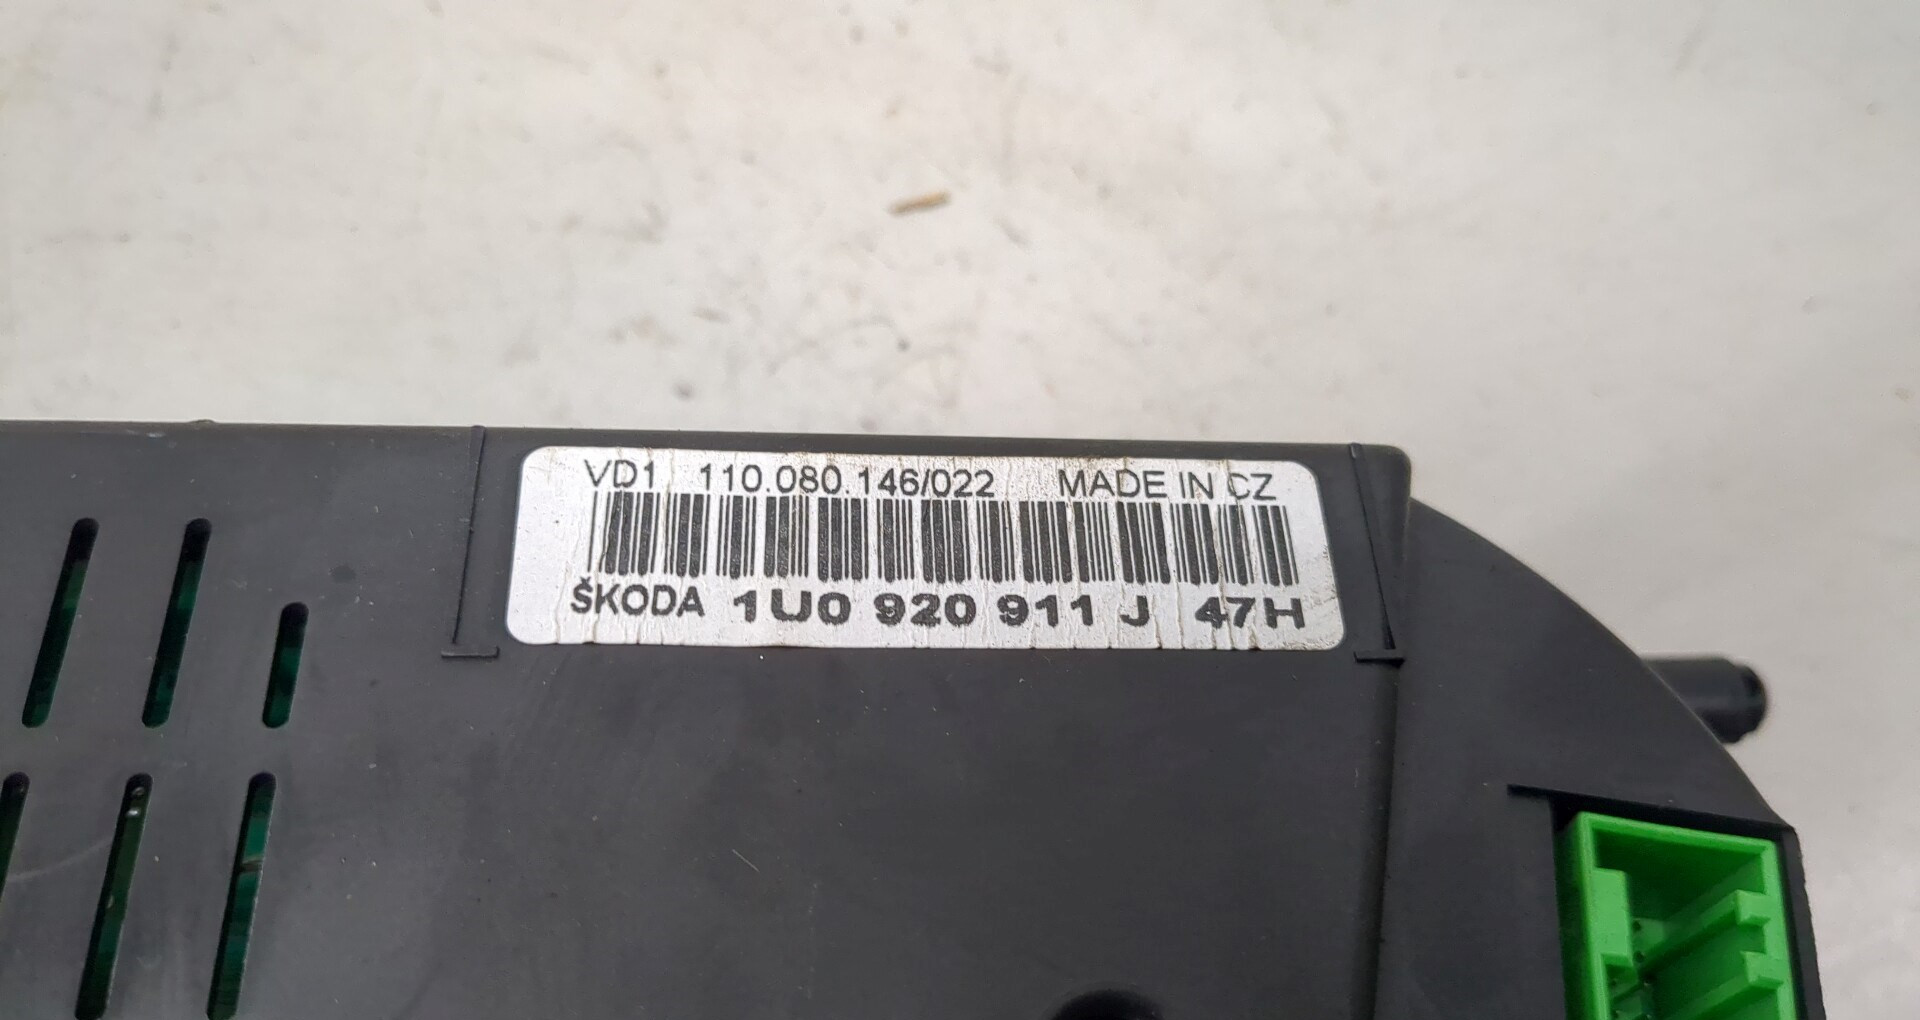 VD1 110.080.146/022 MADE IN CZ
ŠKODA 1U0 920 911 J 47H